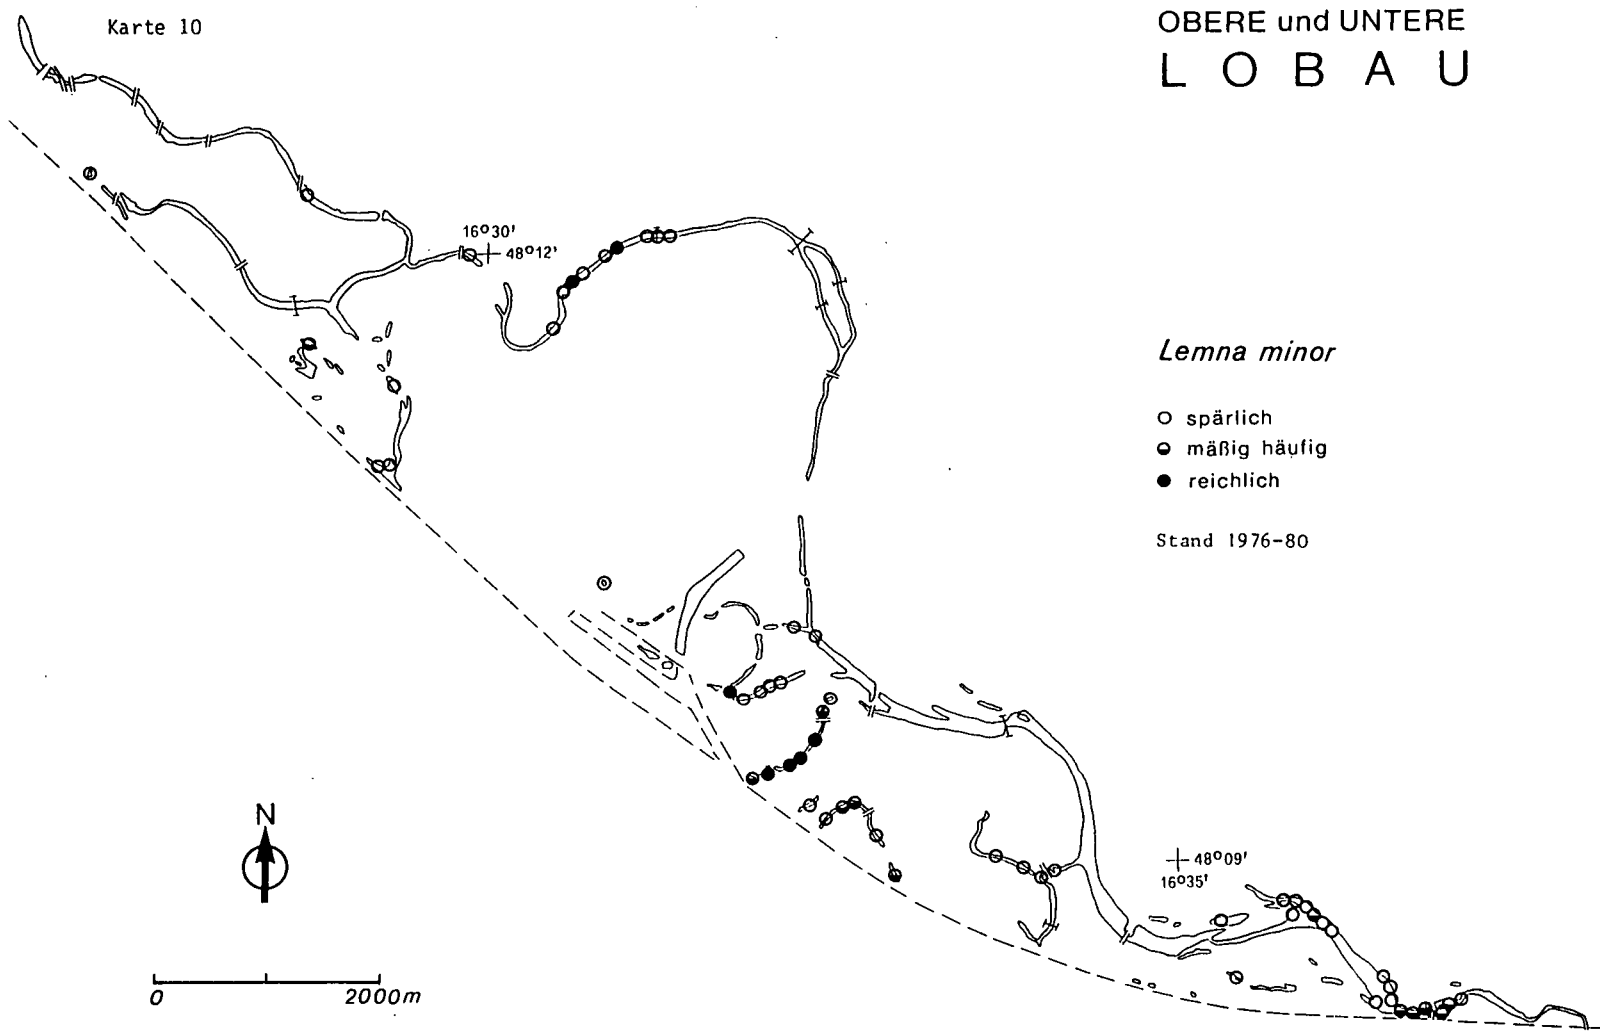 Karte 10
OBERE und UNTERE
LOBAU
16°30'
48°12'
Lemna minor
spärlich
mäßig häufig
reichlich
Stand 1976-80
N
48°09'
16°35'
0 2000m